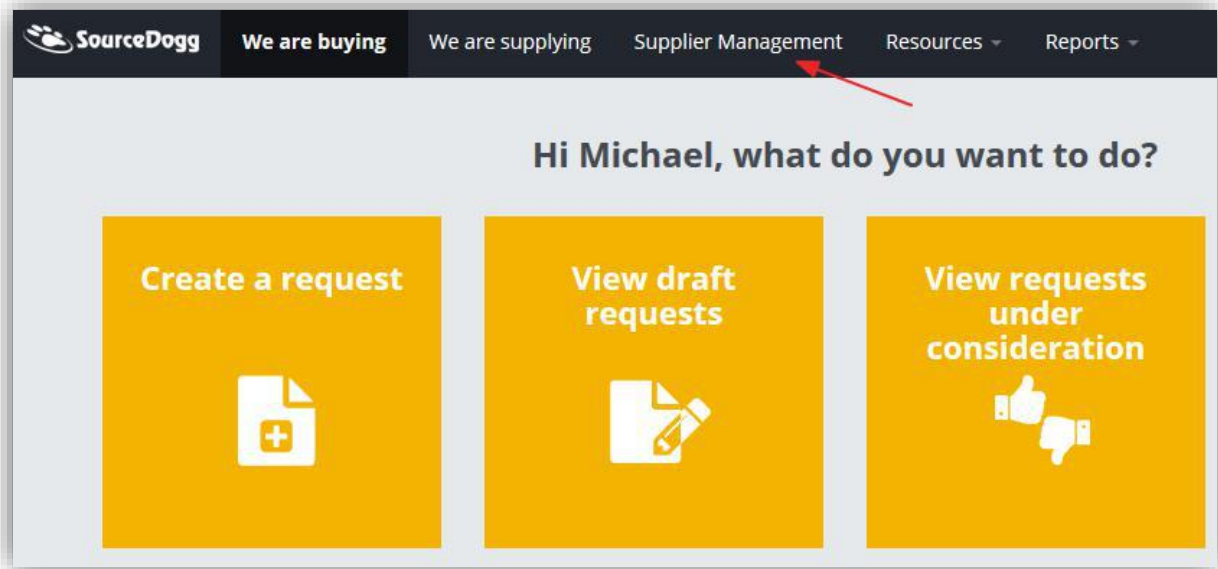 SourceDogg We are buying We are supplying Supplier Management Resources Reports
Hi Michael, what do you want to do?
Create a request
View draft
requests
View requests
under
consideration